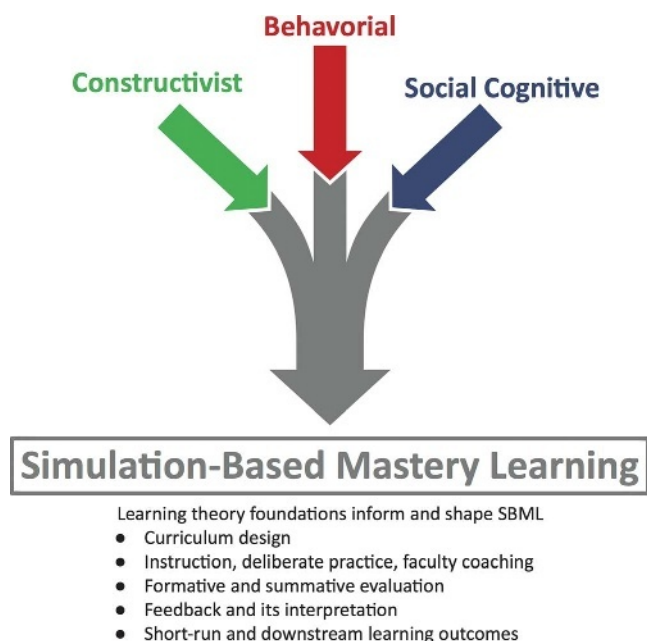 Behavorial
Constructivist
Social Cognitive
Simulation-Based Mastery Learning
Learning theory foundations inform and shape SBML
● Curriculum design
● Instruction, deliberate practice, faculty coaching
● Formative and summative evaluation
● Feedback and its interpretation
● Short-run and downstream learning outcomes